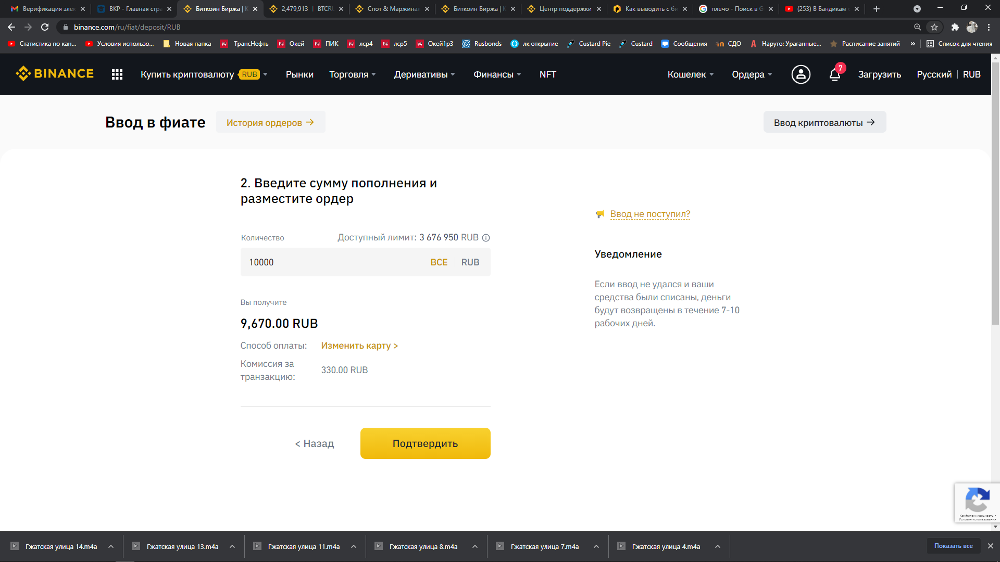 Верификация элек
ВКР - Главная стра
Биткоин Биржа | К
2,479,913 | BTCRU
Спот & Маржинал
Биткоин Биржа | К
Центр поддержки
Как выводить с би
плечо - Поиск в G
(253) В Бандикам с
binance.com/ru/fiat/deposit/RUB
Статистика по кан...
Условия использо...
Новая папка
ТрансНефть
Окей
ПИК
лср4
лср5
Окей1р3
Rusbonds
лк открытие
Custard Pie
Custard
Сообщения
СДО
Наруто: Ураганные...
Расписание занятий
»
Список для чтения
BINANCE
Купить криптовалюту RUB
Рынки
Торговля
Деривативы
Финансы
NFT
Кошелек
Ордера
7
Загрузить
Русский | RUB
Ввод в фиате
История ордеров →
Ввод криптовалюты →
2. Введите сумму пополнения и
разместите ордер
Количество
Доступный лимит: 3 676 950 RUB
10000
ВСЕ
RUB
Вы получите
9,670.00 RUB
Способ оплаты: Изменить карту >
Комиссия за
транзакцию:
330.00 RUB
< Назад
Подтвердить
Ввод не поступил?
Уведомление
Если ввод не удался и ваши
средства были списаны, деньги
будут возвращены в течение 7-10
рабочих дней.
Конфиденциальность -
Условия использования
Гжатская улица 14.m4a
Гжатская улица 13.m4a
Гжатская улица 11.m4a
Гжатская улица 8.m4a
Гжатская улица 7.m4a
Гжатская улица 4.m4a
Показать все